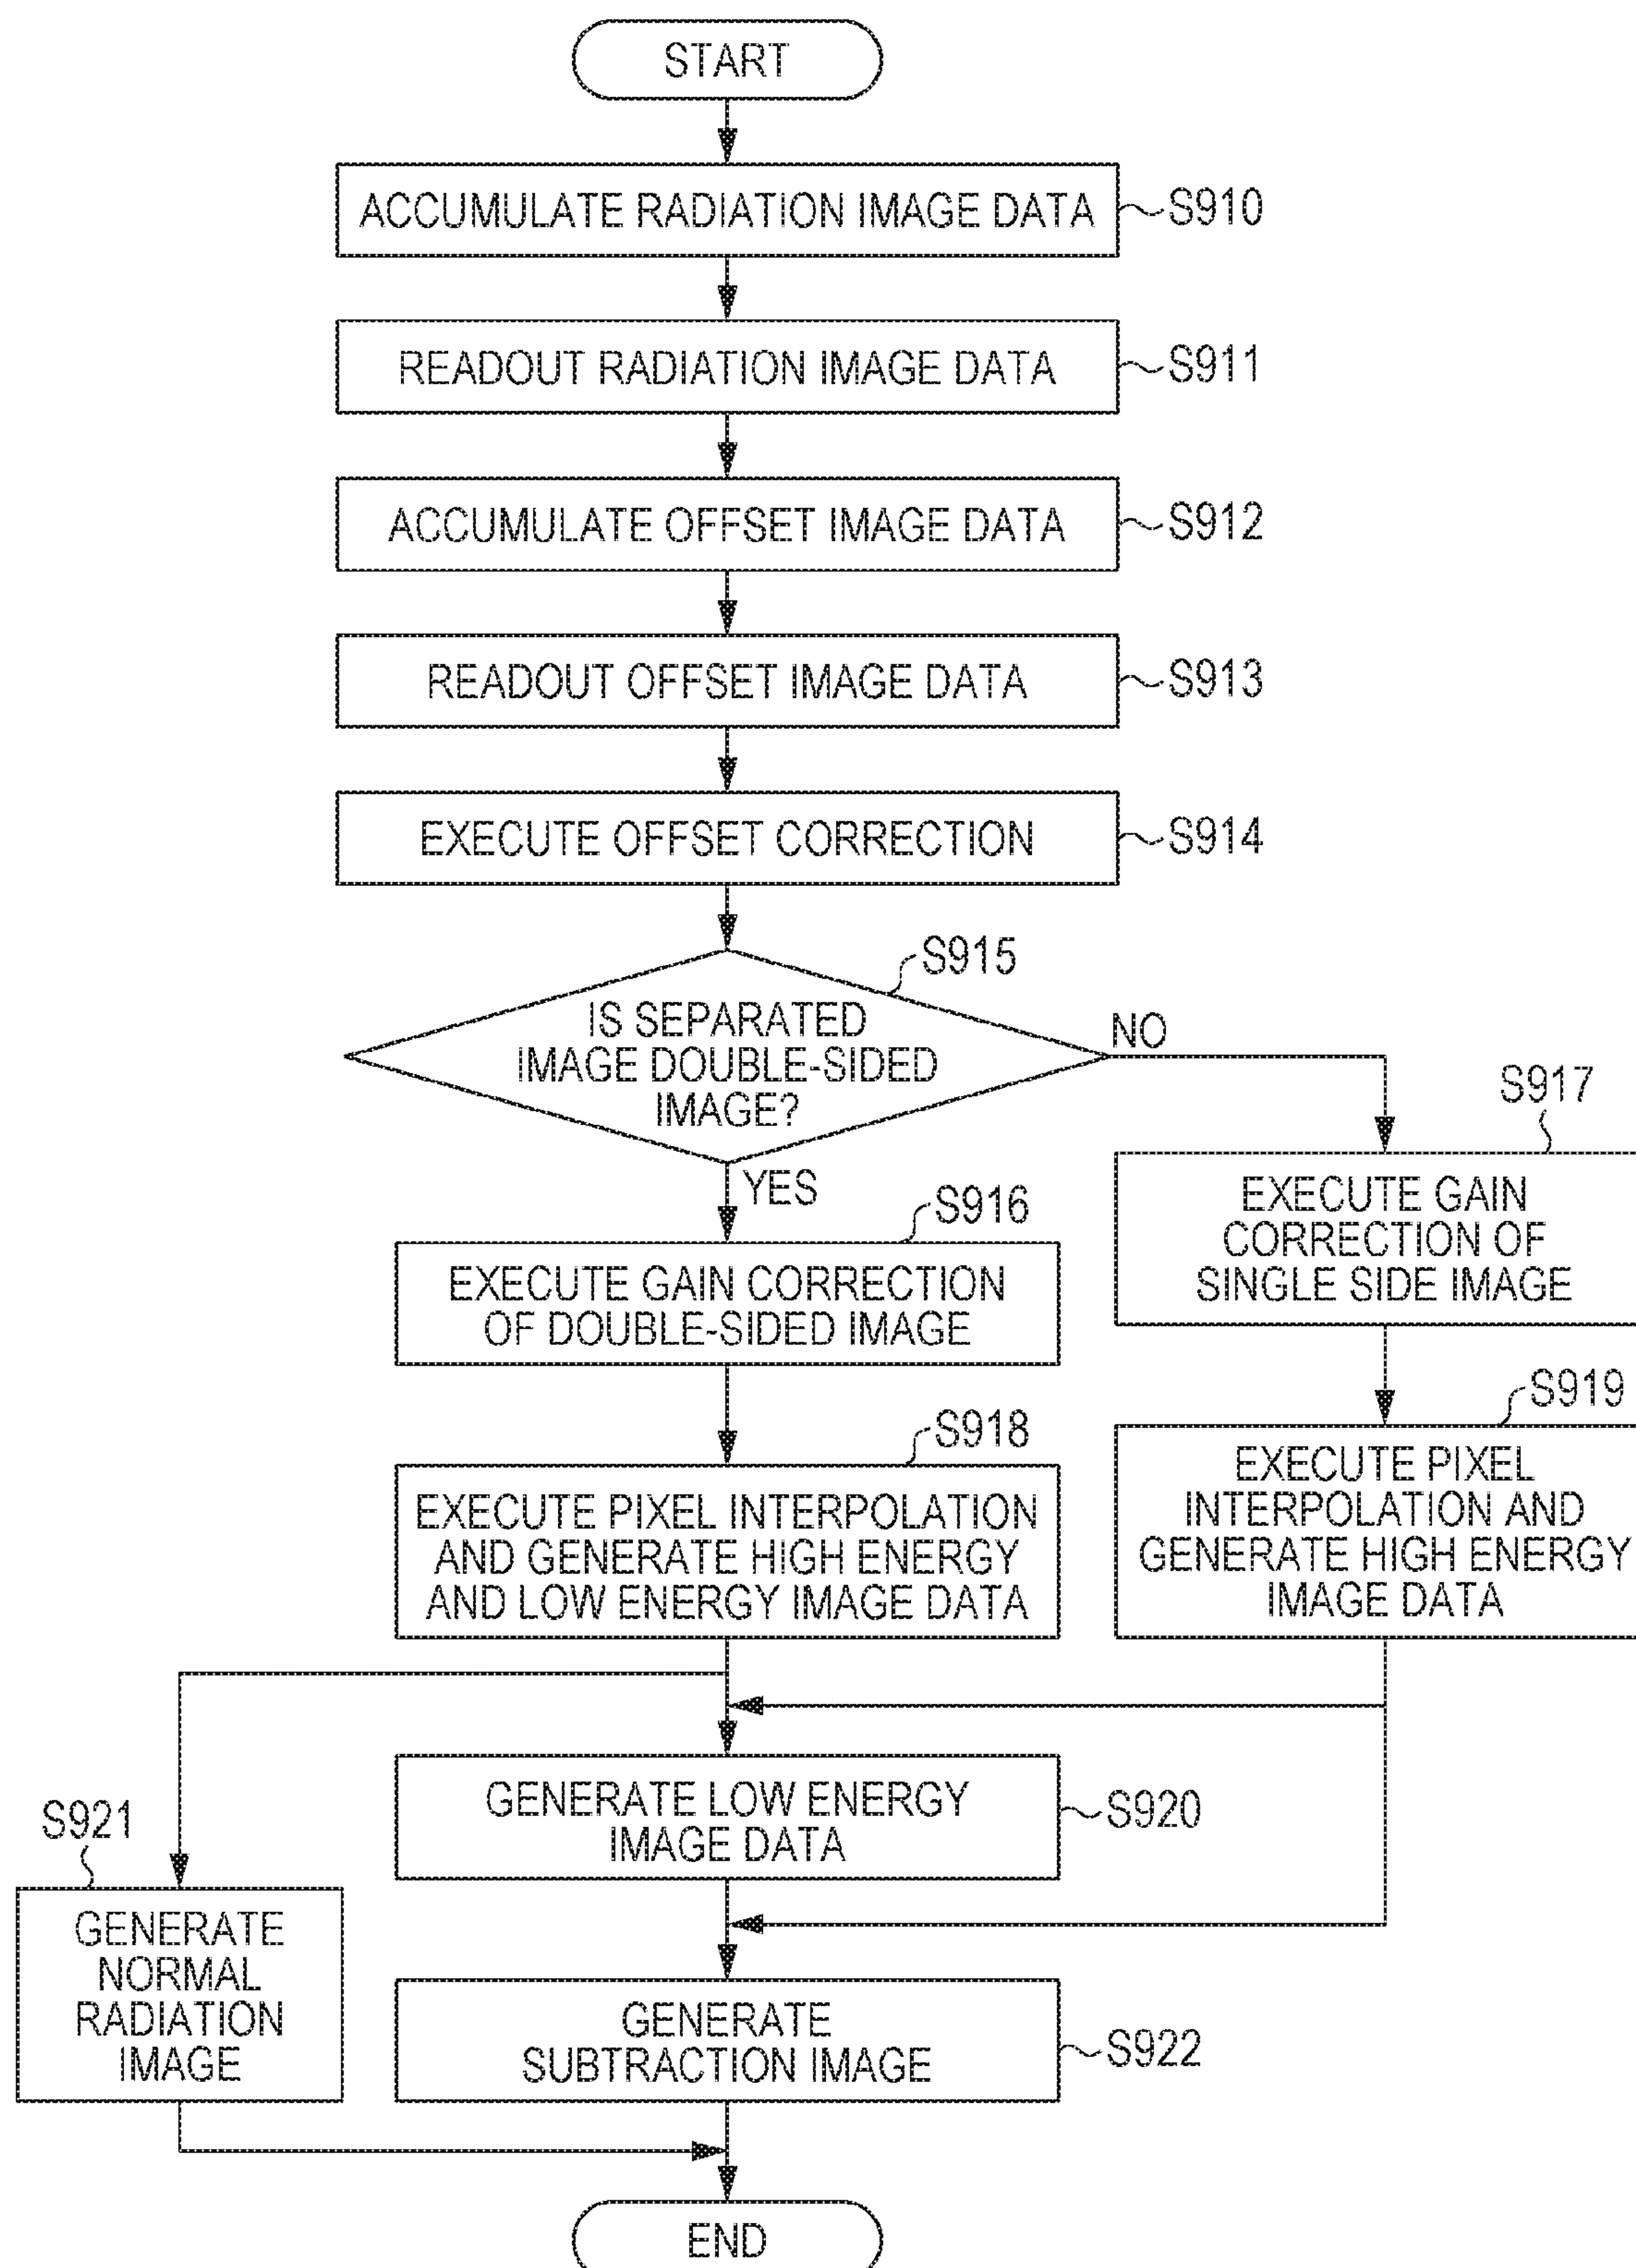 START
ACCUMULATE RADIATION IMAGE DATA
S910
READOUT RADIATION IMAGE DATA
S911
ACCUMULATE OFFSET IMAGE DATA
S912
READOUT OFFSET IMAGE DATA
S913
EXECUTE OFFSET CORRECTION
S914
S915
IS SEPARATED
IMAGE DOUBLE-SIDED
IMAGE?
NO
YES
S916
EXECUTE GAIN CORRECTION
OF DOUBLE-SIDED IMAGE
S917
EXECUTE GAIN
CORRECTION OF
SINGLE SIDE IMAGE
S918
EXECUTE PIXEL INTERPOLATION
AND GENERATE HIGH ENERGY
AND LOW ENERGY IMAGE DATA
S919
EXECUTE PIXEL
INTERPOLATION AND
GENERATE HIGH ENERGY
IMAGE DATA
GENERATE LOW ENERGY
IMAGE DATA
S920
S921
GENERATE
NORMAL
RADIATION
IMAGE
GENERATE
SUBTRACTION IMAGE
S922
END